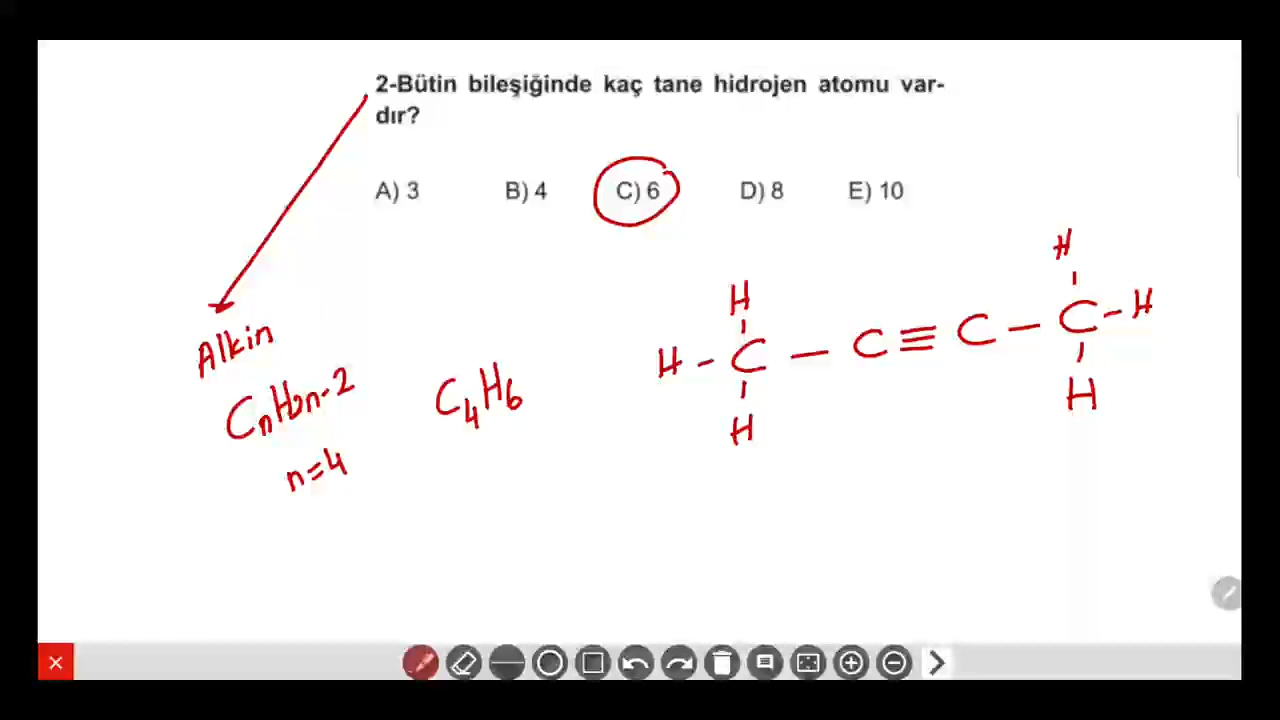 2-Bütin bileşiğinde kaç tane hidrojen atomu var-
dır?
A) 3 B) 4 C) 6 D) 8 E) 10
H
H
H - C — C ≡ C — C - H
H
H
Alkin
CnH2n-2
C4H6
n=4